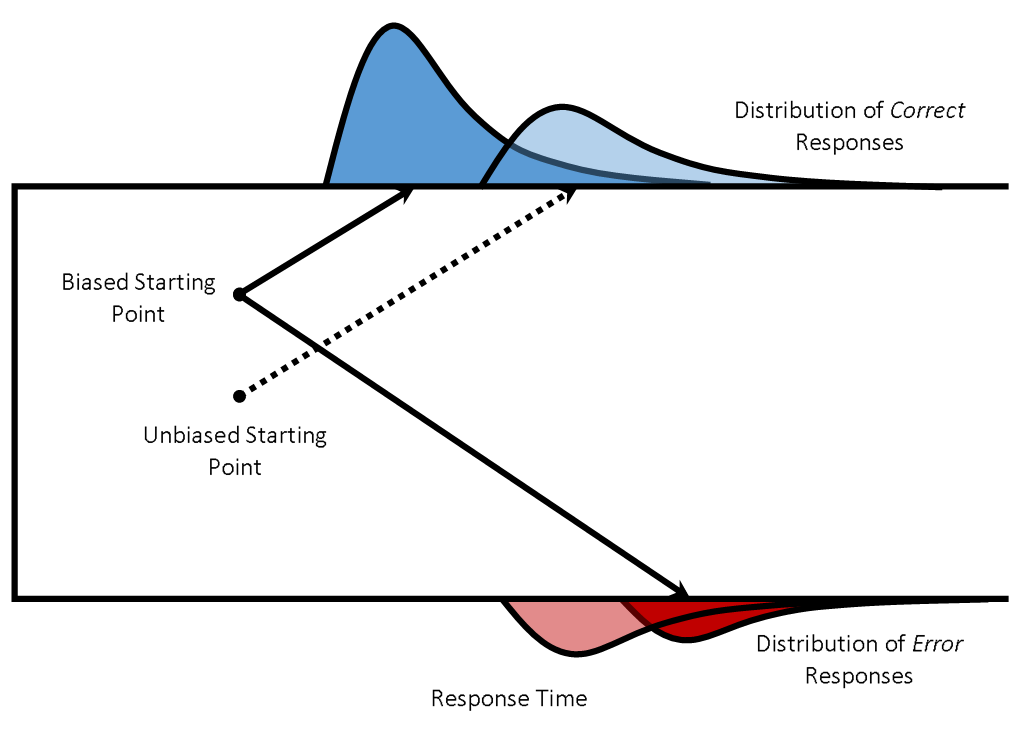 Distribution of Correct
Responses
Biased Starting
Point
Unbiased Starting
Point
Distribution of Error
Responses
Response Time